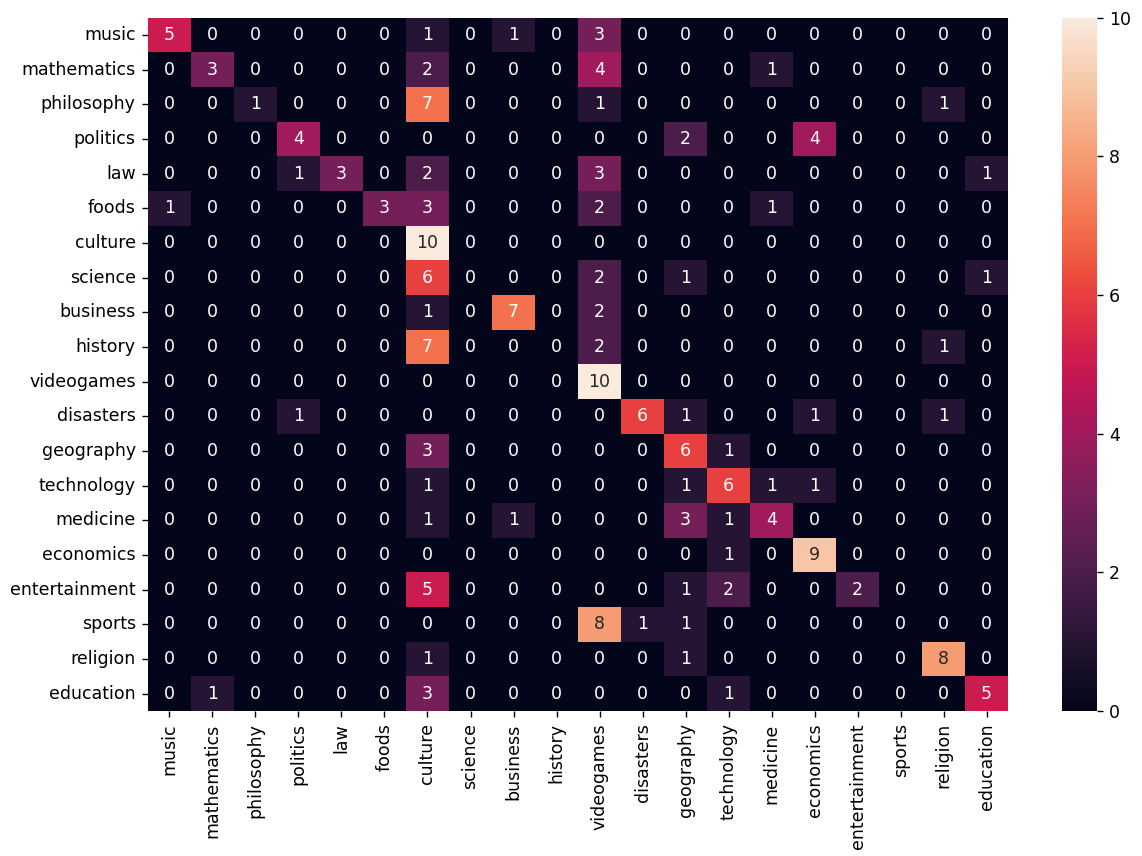 music 5 0 0 0 0 0 1 0 1 0 3 0 0 0 0 0 0 0 0 0
mathematics 0 3 0 0 0 0 2 0 0 0 4 0 0 0 1 0 0 0 0 0
philosophy 0 0 1 0 0 0 7 0 0 0 1 0 0 0 0 0 0 0 1 0
politics 0 0 0 4 0 0 0 0 0 0 0 0 2 0 0 4 0 0 0 0
law 0 0 0 1 3 0 2 0 0 0 3 0 0 0 0 0 0 0 0 1
foods 1 0 0 0 0 3 3 0 0 0 2 0 0 0 1 0 0 0 0 0
culture 0 0 0 0 0 0 10 0 0 0 0 0 0 0 0 0 0 0 0 0
science 0 0 0 0 0 0 6 0 0 0 2 0 1 0 0 0 0 0 0 1
business 0 0 0 0 0 0 1 0 7 0 2 0 0 0 0 0 0 0 0 0
history 0 0 0 0 0 0 7 0 0 0 2 0 0 0 0 0 0 0 1 0
videogames 0 0 0 0 0 0 0 0 0 0 10 0 0 0 0 0 0 0 0 0
disasters 0 0 0 1 0 0 0 0 0 0 0 6 1 0 0 1 0 0 1 0
geography 0 0 0 0 0 0 3 0 0 0 0 0 6 1 0 0 0 0 0 0
technology 0 0 0 0 0 0 1 0 0 0 0 0 1 6 1 1 0 0 0 0
medicine 0 0 0 0 0 0 1 0 1 0 0 0 3 1 4 0 0 0 0 0
economics 0 0 0 0 0 0 0 0 0 0 0 0 0 1 0 9 0 0 0 0
entertainment 0 0 0 0 0 0 5 0 0 0 0 0 1 2 0 0 2 0 0 0
sports 0 0 0 0 0 0 0 0 0 0 8 1 1 0 0 0 0 0 0 0
religion 0 0 0 0 0 0 1 0 0 0 0 0 1 0 0 0 0 0 8 0
education 0 1 0 0 0 0 3 0 0 0 0 0 0 1 0 0 0 0 0 5
music mathematics philosophy politics law foods culture science business history videogames disasters geography technology medicine economics entertainment sports religion education
10
8
6
4
2
0